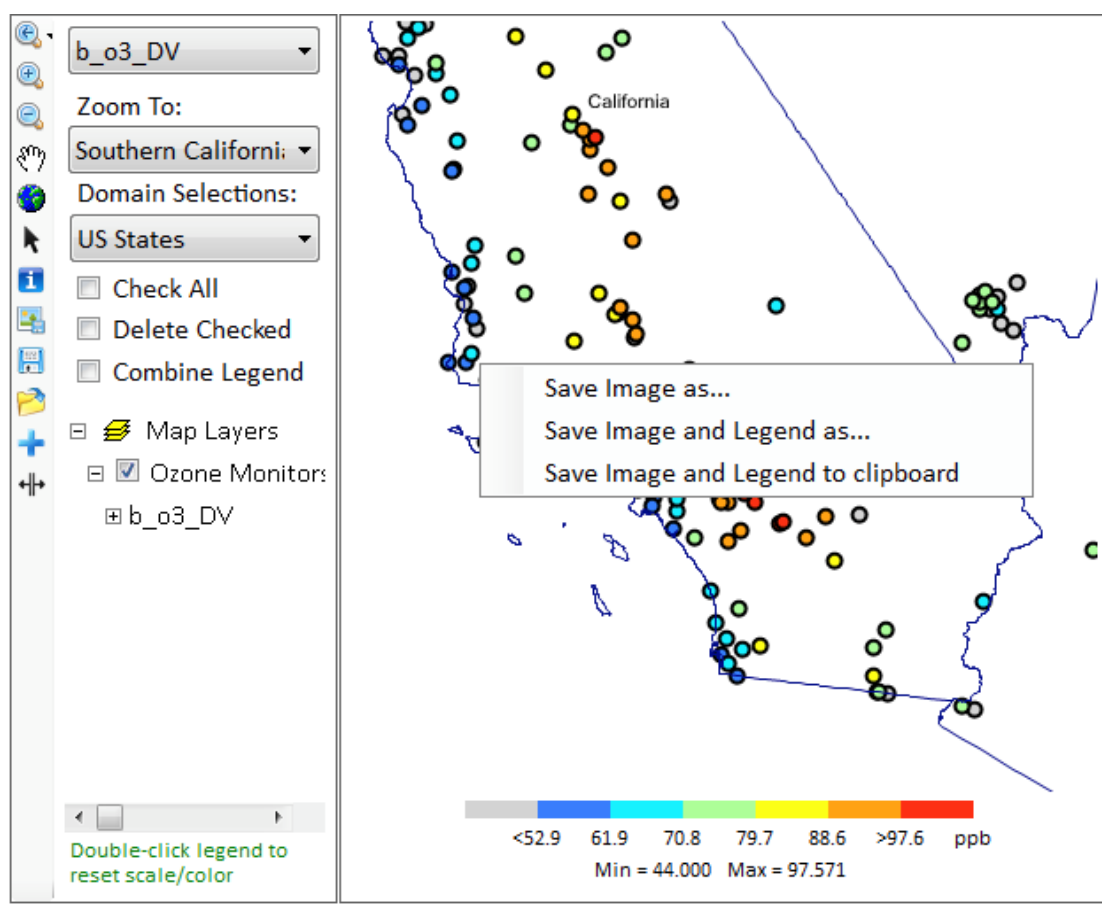 b_o3_DV
Zoom To:
Southern Californi
Domain Selections:
US States
Check All
Delete Checked
Combine Legend
Map Layers
Ozone Monitors
b_o3_DV
Double-click legend to
reset scale/color
California
Save Image as...
Save Image and Legend as...
Save Image and Legend to clipboard
<52.9 61.9 70.8 79.7 88.6 >97.6 ppb
Min = 44.000 Max = 97.571